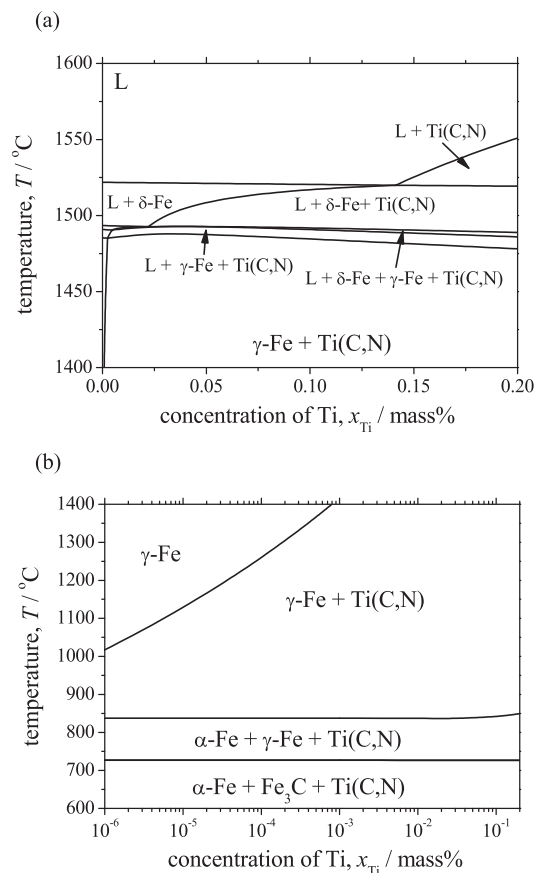 (a)
1600
L
L + Ti(C,N)
1550
L + δ-Fe
L + δ-Fe+ Ti(C,N)
1500
L + γ-Fe + Ti(C,N)
L + δ-Fe + γ-Fe + Ti(C,N)
1450
γ-Fe + Ti(C,N)
1400
0.00 0.05 0.10 0.15 0.20
temperature, T / °C
concentration of Ti, x_Ti / mass%
(b)
1400
1300
γ-Fe
1200
γ-Fe + Ti(C,N)
1100
1000
900
800
α-Fe + γ-Fe + Ti(C,N)
700
α-Fe + Fe₃C + Ti(C,N)
600
10⁻⁶ 10⁻⁵ 10⁻⁴ 10⁻³ 10⁻² 10⁻¹
temperature, T / °C
concentration of Ti, x_Ti / mass%